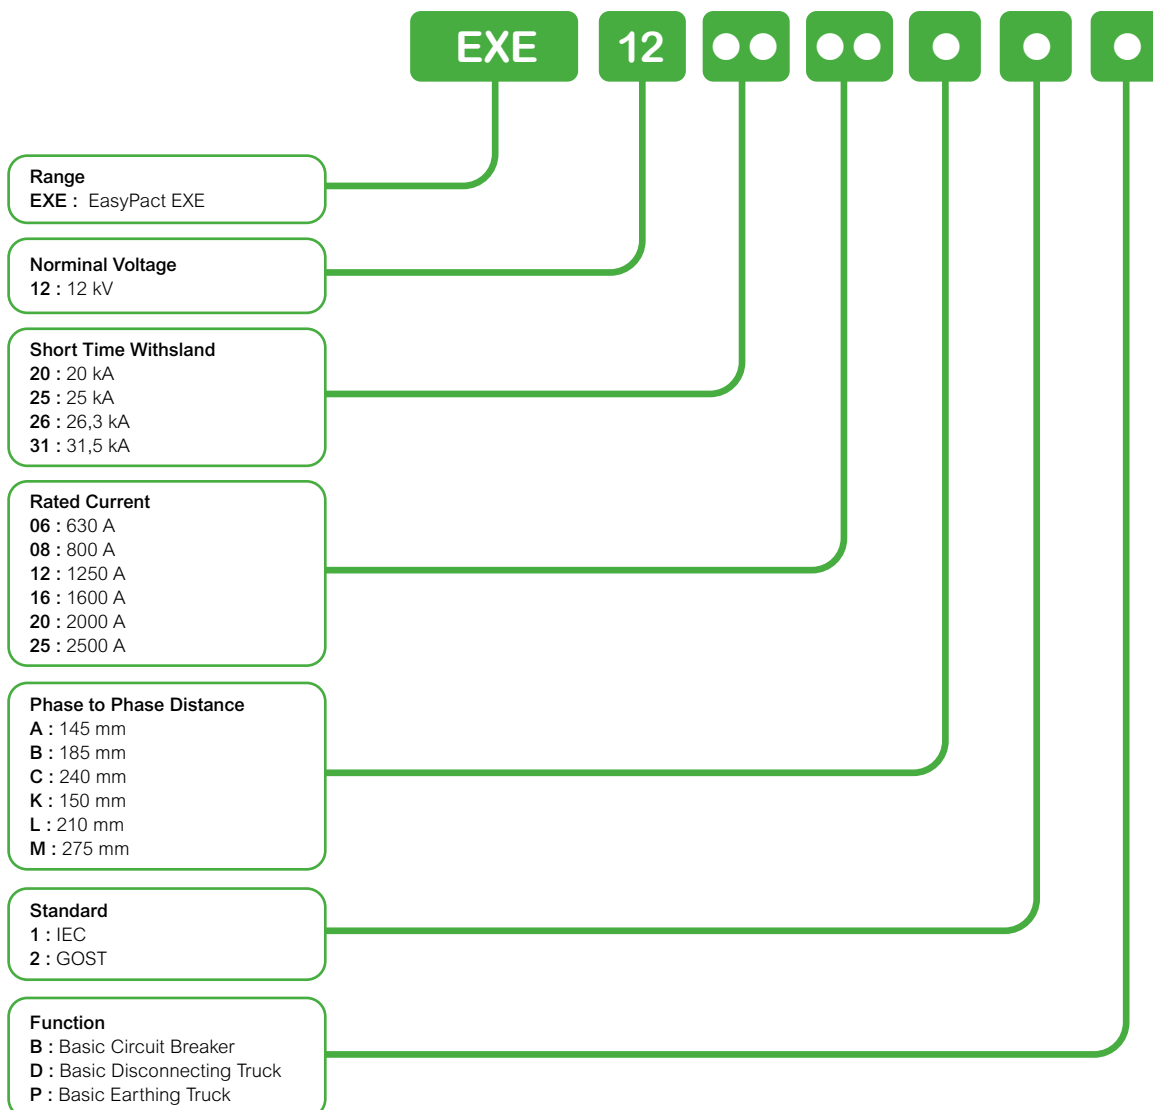 EXE 12
Range
EXE : EasyPact EXE
Norminal Voltage
12 : 12 kV
Short Time Withsland
20 : 20 kA
25 : 25 kA
26 : 26,3 kA
31 : 31,5 kA
Rated Current
06 : 630 A
08 : 800 A
12 : 1250 A
16 : 1600 A
20 : 2000 A
25 : 2500 A
Phase to Phase Distance
A : 145 mm
B : 185 mm
C : 240 mm
K : 150 mm
L : 210 mm
M : 275 mm
Standard
1 : IEC
2 : GOST
Function
B : Basic Circuit Breaker
D : Basic Disconnecting Truck
P : Basic Earthing Truck